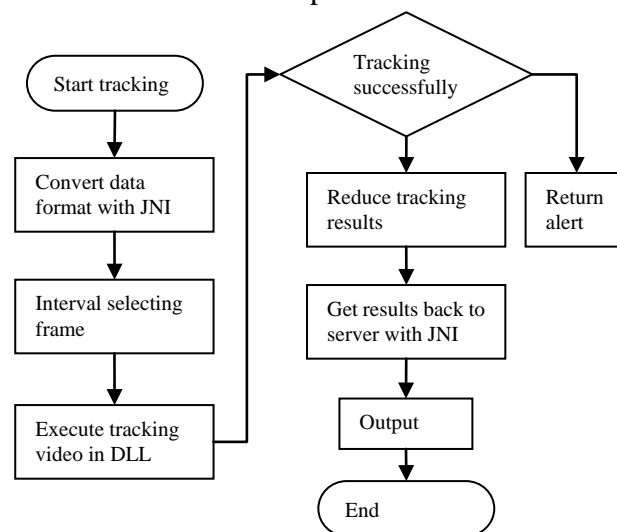 Start tracking
Convert data
format with JNI
Interval selecting
frame
Execute tracking
video in DLL
Tracking
successfully
Reduce tracking
results
Return
alert
Get results back to
server with JNI
Output
End